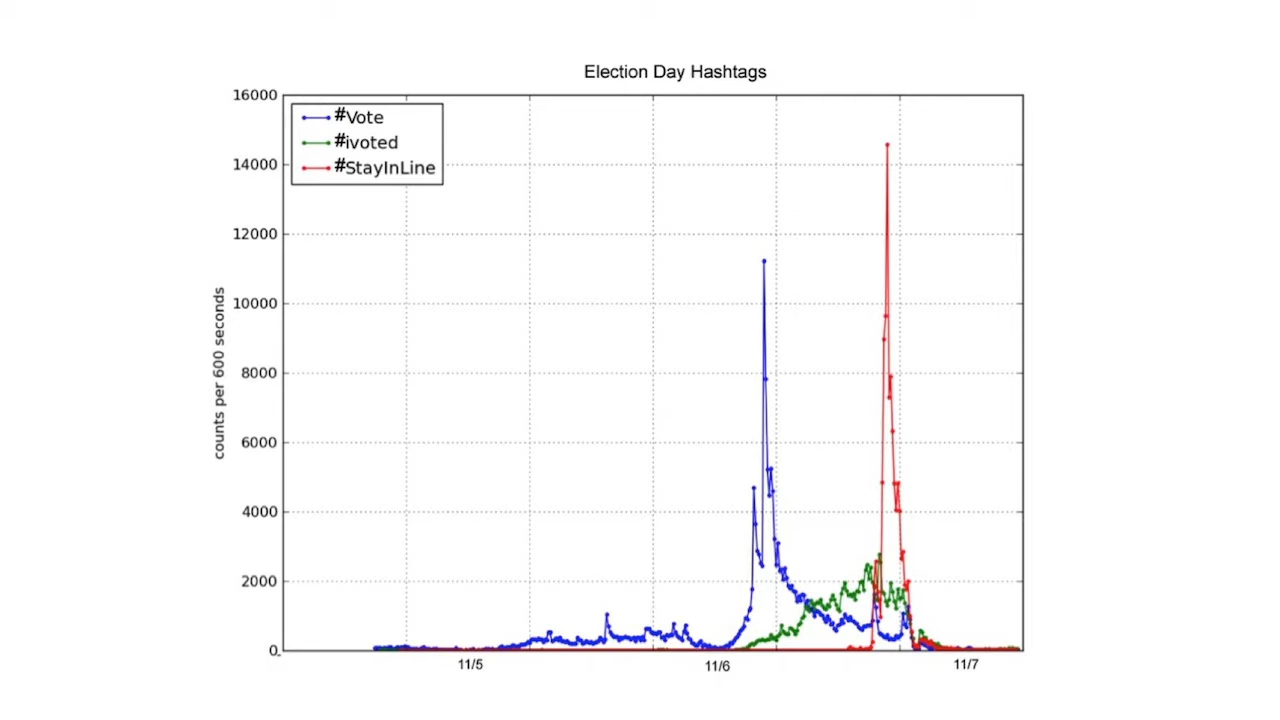 Election Day Hashtags
16000
14000
12000
10000
8000
6000
4000
2000
0
counts per 600 seconds
#Vote
#ivoted
#StayInLine
11/5
11/6
11/7